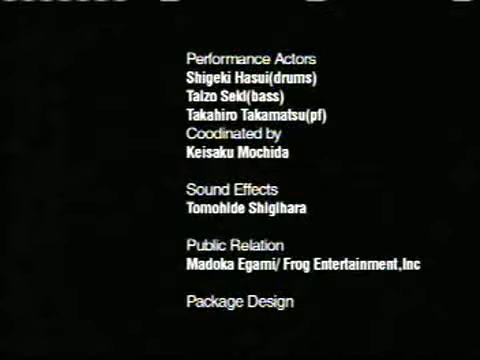 Performance Actors
Shigeki Hasui(drums)
Taizo Seki(bass)
Takahiro Takamatsu(pf)
Coodinated by
Keisaku Mochida
Sound Effects
Tomohide Shigihara
Public Relation
Madoka Egami/ Frog Entertainment,Inc
Package Design